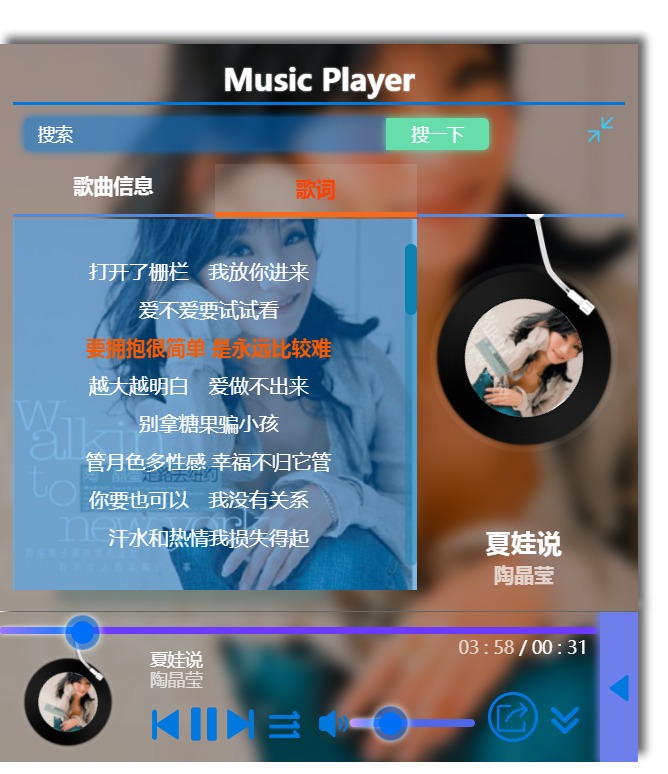 Music Player
搜索
搜一下
歌曲信息
歌词
打开了栅栏 我放你进来
爱不爱要试试看
要拥抱很简单 是永远比较难
越大越明白 爱做不出来
别拿糖果骗小孩
管月色多性感 幸福不归它管
你要也可以 我没有关系
汗水和热情我损失得起
walking
to
new york
夏娃说
陶晶莹
03 : 58 / 00 : 31
夏娃说
陶晶莹